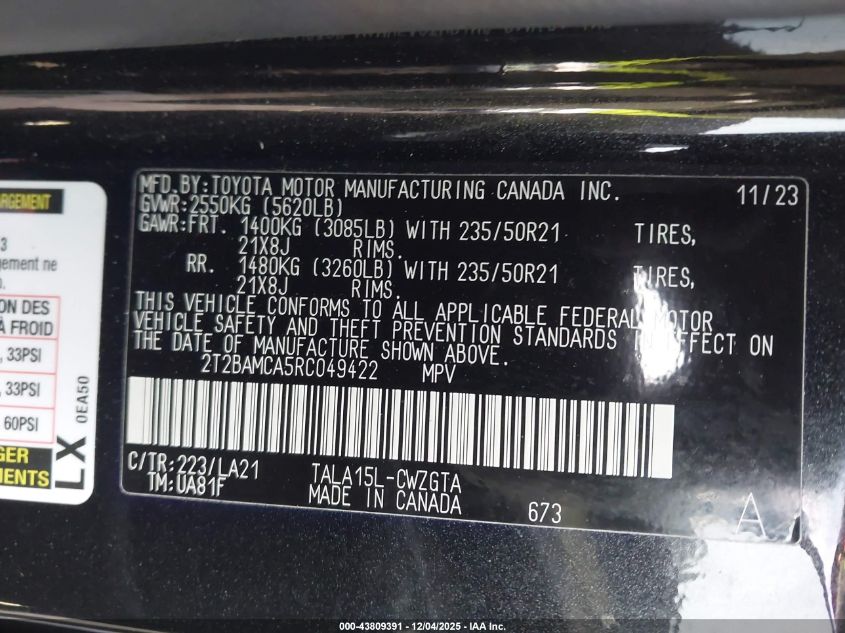 MFD.BY:TOYOTA MOTOR MANUFACTURING CANADA INC. 11/23
GVWR:2550KG (5620LB)
GAWR:FRT. 1400KG (3085LB) WITH 235/50R21 TIRES,
21X8J RIMS.
RR. 1480KG (3260LB) WITH 235/50R21 TIRES,
21X8J RIMS.
THIS VEHICLE CONFORMS TO ALL APPLICABLE FEDERAL MOTOR
VEHICLE SAFETY AND THEFT PREVENTION STANDARDS IN EFFECT ON
THE DATE OF MANUFACTURE SHOWN ABOVE.
2T2BAMCA5RC049422 MPV
C/TR:223/LA21 TALA15L-CWZGTA
TM:UA81F MADE IN CANADA 673 A
3
ement ne
ON DES
À FROID
, 33PSI
, 33PSI
60PSI
LX 0EA50
000-43809391 - 12/04/2025 - IAA Inc.